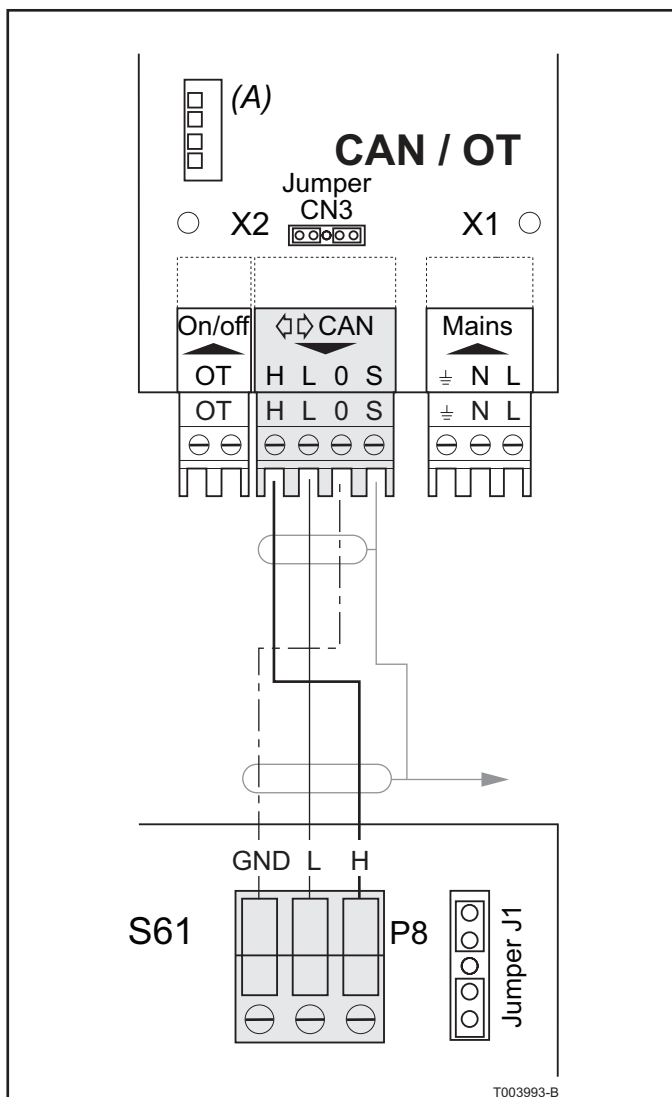 (A)
CAN / OT
Jumper
CN3
X2
X1
On/off
CAN
Mains
OT
H L 0 S
⏚ N L
OT
H L 0 S
⏚ N L
GND L H
S61
P8
Jumper J1
T003993-B